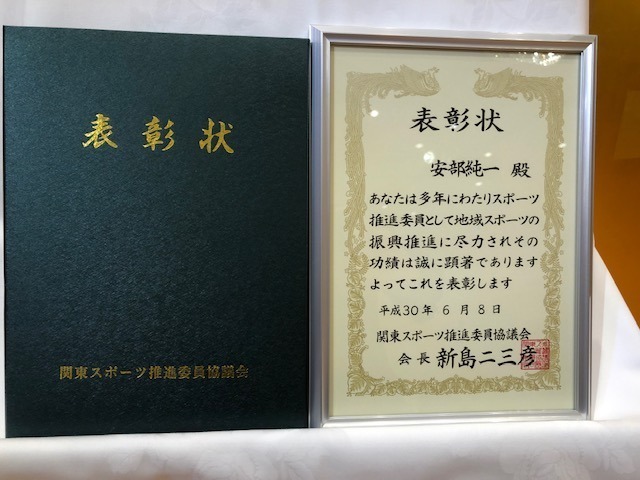 表彰状
関東スポーツ推進委員協議会
表彰状
安部純一 殿
あなたは多年にわたりスポーツ
推進委員として地域スポーツの
振興推進に尽力されその
功績は誠に顕著であります
よってこれを表彰します
平成30年 6月 8日
関東スポーツ推進委員協議会
会長 新島二三彦